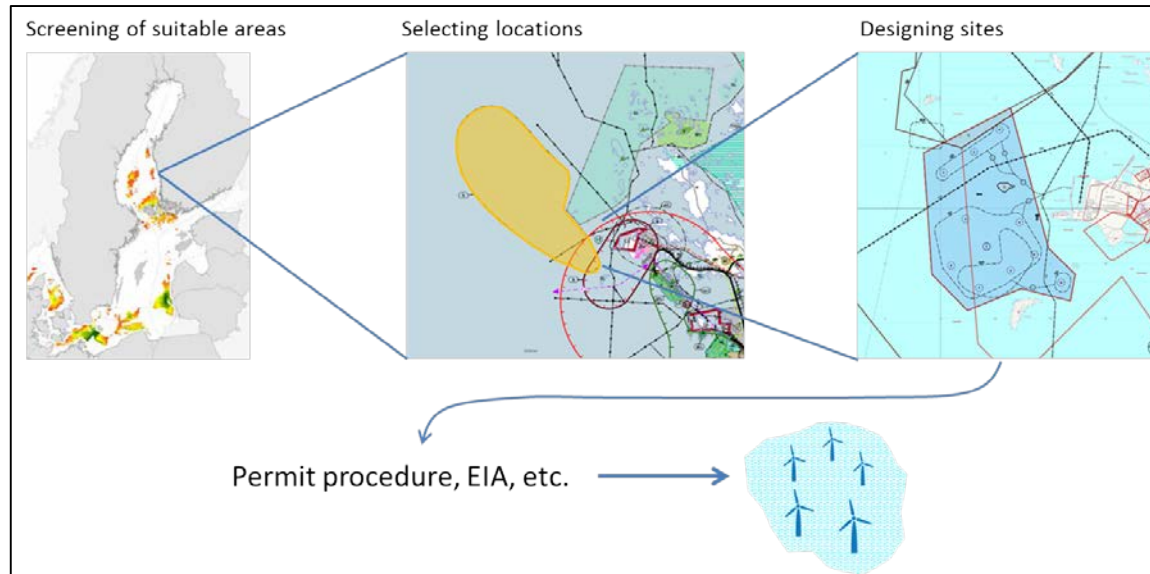 Screening of suitable areas
Selecting locations
Designing sites
Permit procedure, EIA, etc.